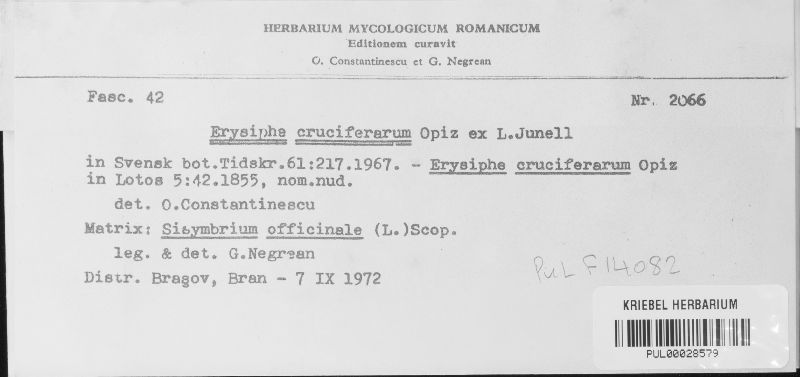 HERBARIUM MYCOLOGICUM ROMANICUM
Editionem curavit
O. Constantinescu et G. Negrean
Fasc. 42
Nr. 2066
Erysiphe cruciferarum Opiz ex L.Junell
in Svensk bot.Tidskr.61:217.1967. - Erysiphe cruciferarum Opiz
in Lotos 5:42.1855, nom.nud.
det. O.Constantinescu
Matrix: Sisymbrium officinale (L.)Scop.
leg. & det. G.Negrean
Distr. Braşov, Bran - 7 IX 1972
PUL F14082
KRIEBEL HERBARIUM
PUL00028579